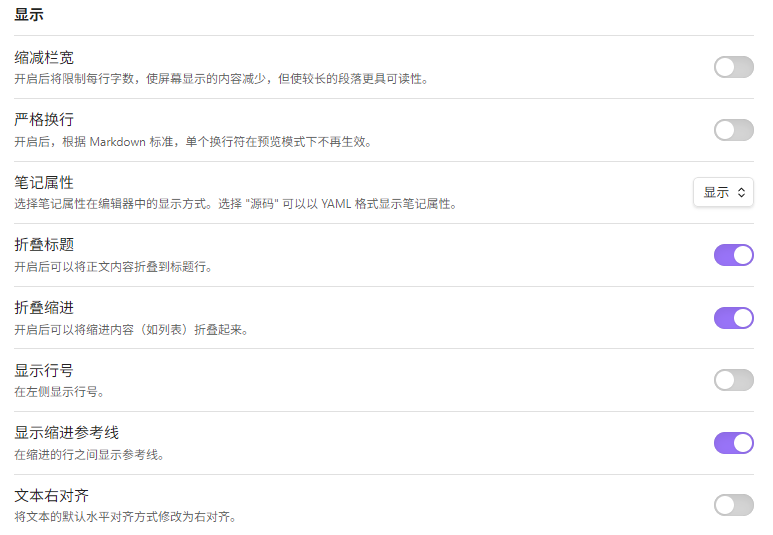 显示
缩减栏宽
开启后将限制每行字数，使屏幕显示的内容减少，但使较长的段落更具可读性。
严格换行
开启后，根据 Markdown 标准，单个换行符在预览模式下不再生效。
笔记属性
选择笔记属性在编辑器中的显示方式。选择 "源码" 可以以 YAML 格式显示笔记属性。
显示
折叠标题
开启后可以将正文内容折叠到标题行。
折叠缩进
开启后可以将缩进内容（如列表）折叠起来。
显示行号
在左侧显示行号。
显示缩进参考线
在缩进的行之间显示参考线。
文本右对齐
将文本的默认水平对齐方式修改为右对齐。